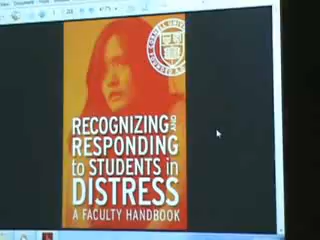 RECOGNIZING AND
RESPONDING
to STUDENTS in
DISTRESS
A FACULTY HANDBOOK